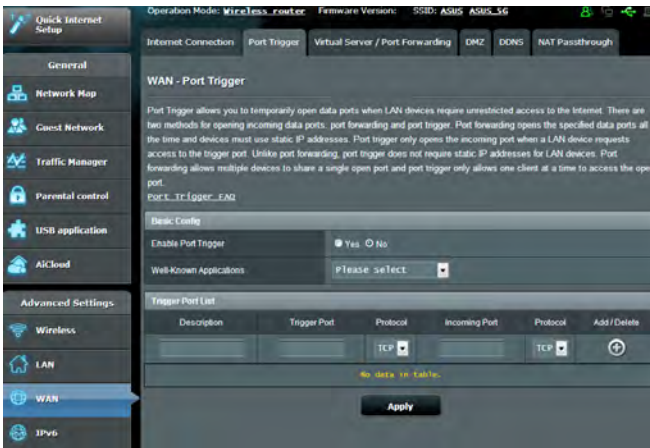 Quick Internet
Setup
Operation Mode: Wireless router Firmware Version: SSID: ASUS ASUS_5G
Internet Connection Port Trigger Virtual Server / Port Forwarding DMZ DDNS NAT Passthrough
General
Network Map
Guest Network
Traffic Manager
Parental control
USB application
AiCloud
Advanced Settings
Wireless
LAN
WAN
IPv6
WAN - Port Trigger
Port Trigger allows you to temporarily open data ports when LAN devices require unrestricted access to the Internet. There are
two methods for opening incoming data ports: port forwarding and port trigger. Port forwarding opens the specified data ports all
the time and devices must use static IP addresses. Port trigger only opens the incoming port when a LAN device requests
access to the trigger port. Unlike port forwarding, port trigger does not require static IP addresses for LAN devices. Port
forwarding allows multiple devices to share a single open port and port trigger only allows one client at a time to access the ope
port.
Port Trigger FAQ
Basic Config
Enable Port Trigger Yes No
Well-Known Applications Please select
Trigger Port List
Description Trigger Port Protocol Incoming Port Protocol Add / Delete
TCP TCP
No data in table.
Apply